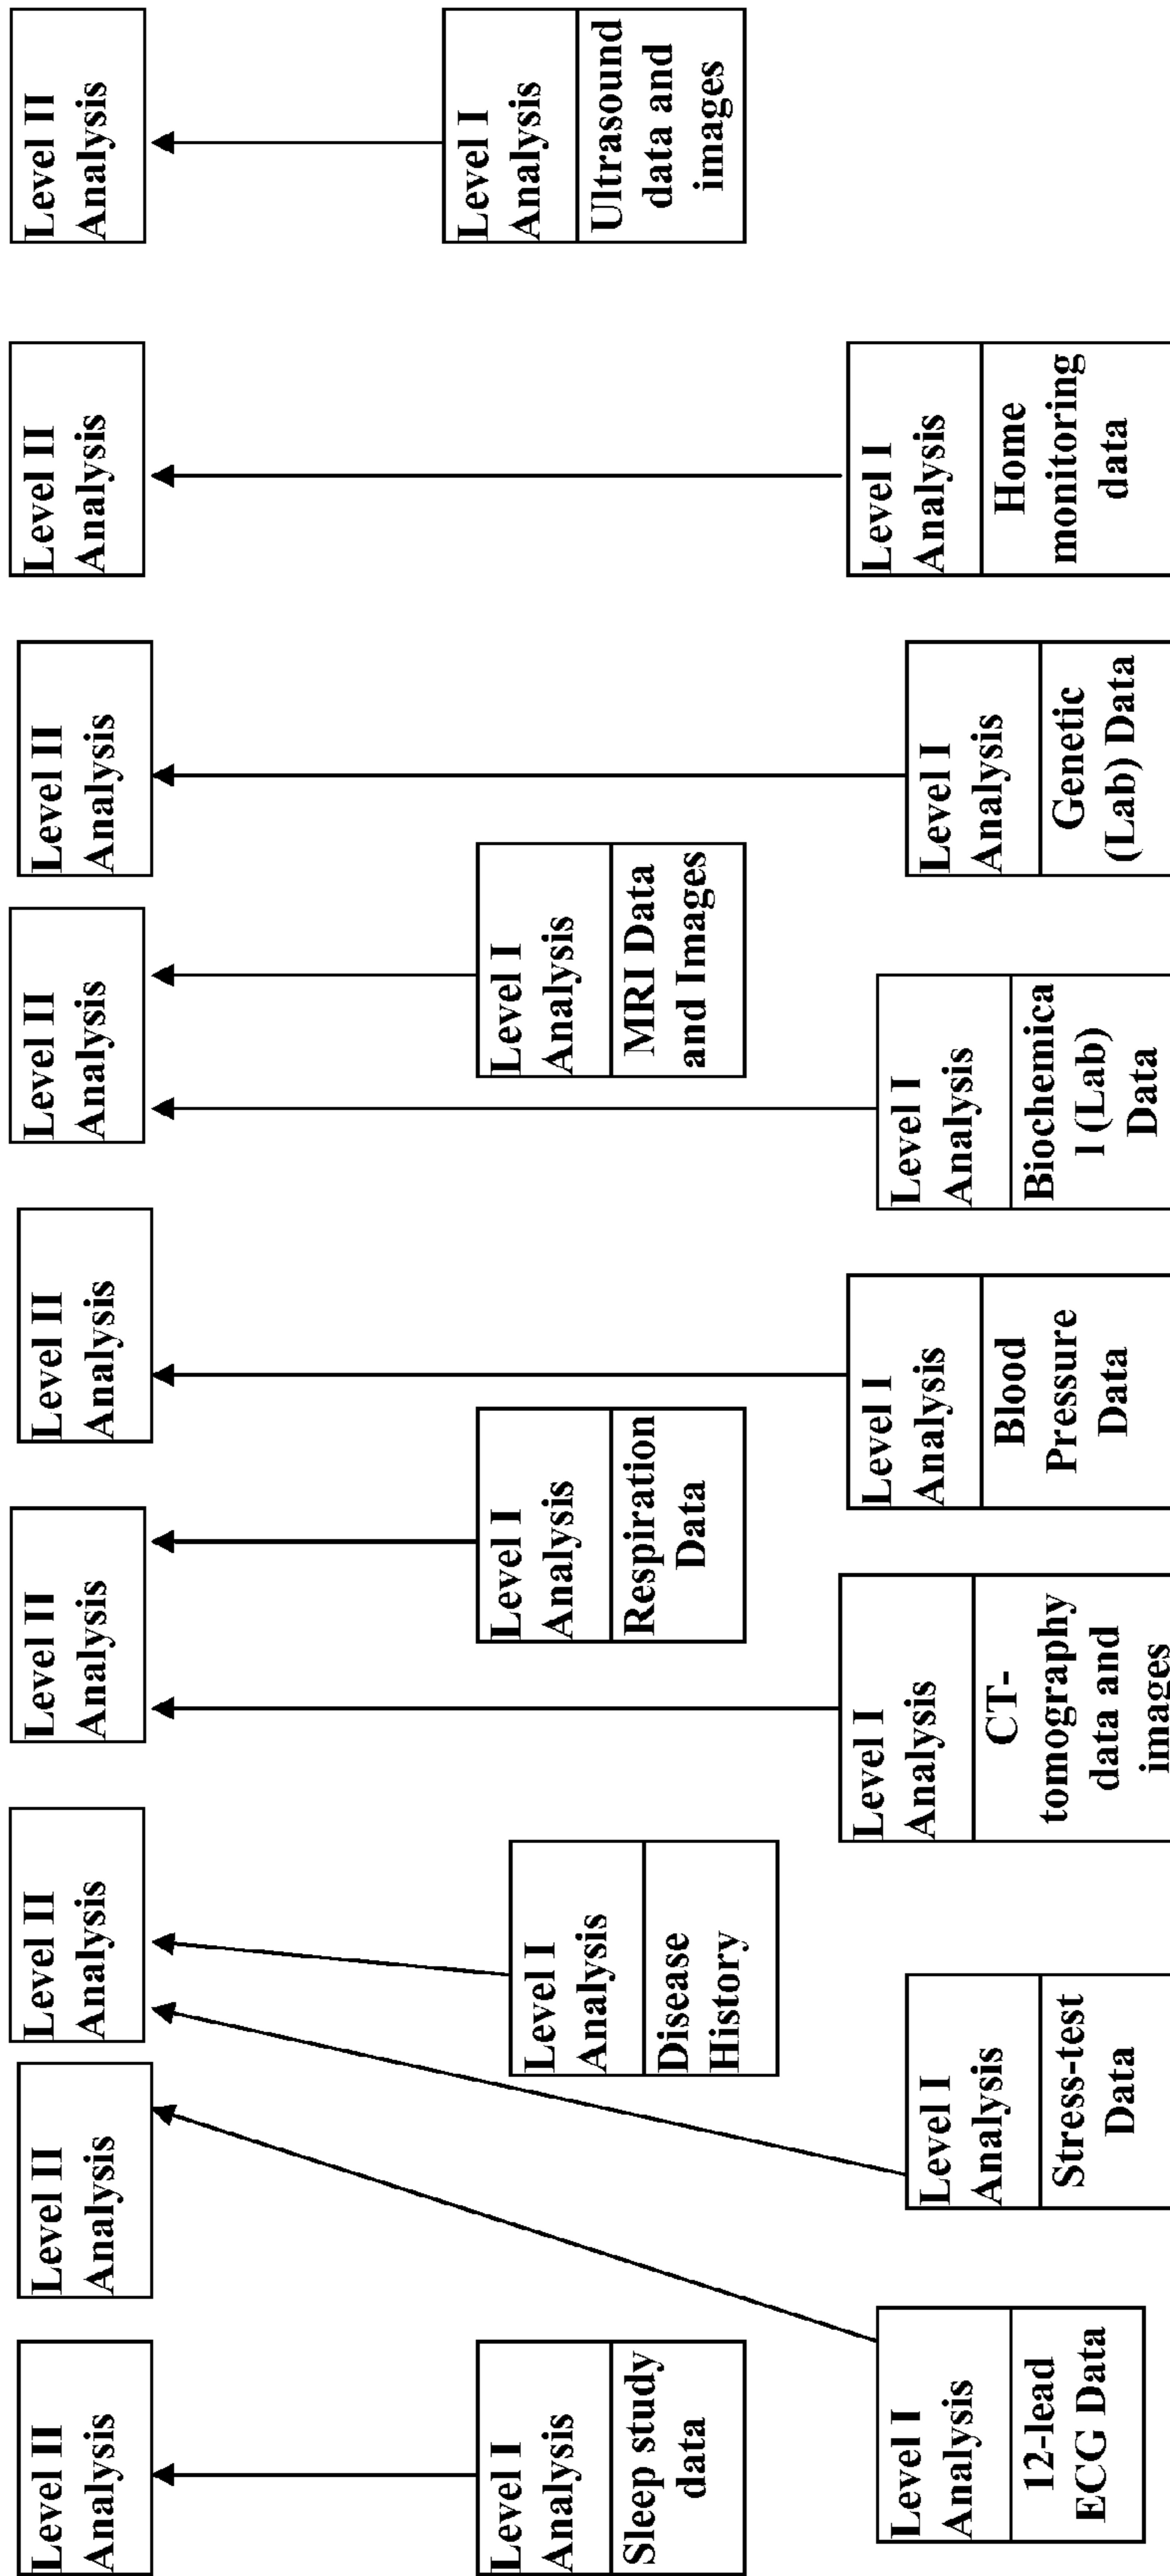 Level II
Analysis
Level II
Analysis
Level II
Analysis
Level II
Analysis
Level II
Analysis
Level II
Analysis
Level II
Analysis
Level II
Analysis
Level II
Analysis
Level I
Analysis
Sleep study
data
Level I
Analysis
Disease
History
Level I
Analysis
Respiration
Data
Level I
Analysis
MRI Data
and Images
Level I
Analysis
Ultrasound
data and
images
Level I
Analysis
12-lead
ECG Data
Level I
Analysis
Stress-test
Data
Level I
Analysis
CT-
tomography
data and
images
Level I
Analysis
Blood
Pressure
Data
Level I
Analysis
Biochemica
l (Lab)
Data
Level I
Analysis
Genetic
(Lab) Data
Level I
Analysis
Home
monitoring
data